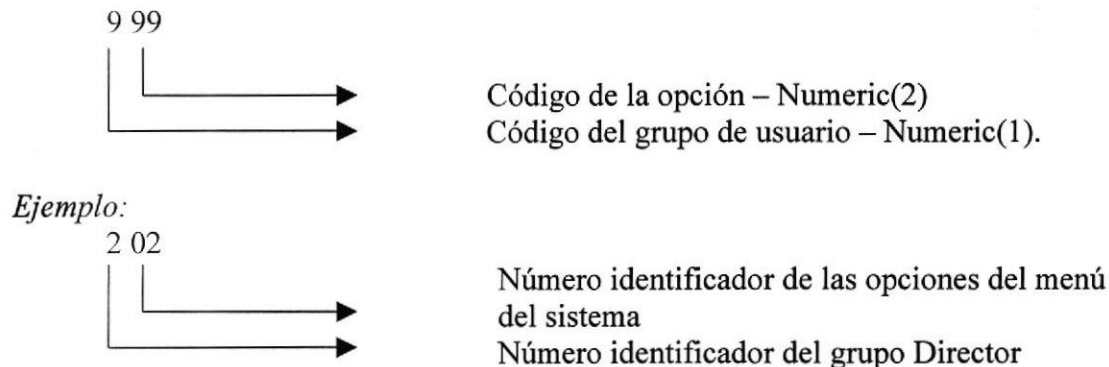 9 99
Código de la opción – Numeric(2)
Código del grupo de usuario – Numeric(1).
Ejemplo:
2 02
Número identificador de las opciones del menú
del sistema
Número identificador del grupo Director